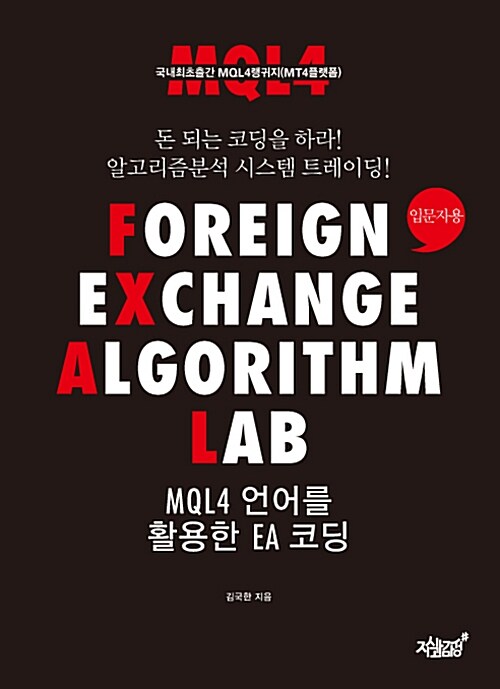 MQL4
국내최초출간 MQL4랭귀지(MT4플랫폼)
돈 되는 코딩을 하라!
알고리즘분석 시스템 트레이딩!
입문자용
FOREIGN
EXCHANGE
ALGORITHM
LAB
MQL4 언어를
활용한 EA 코딩
김국한 지음
지식과감성#